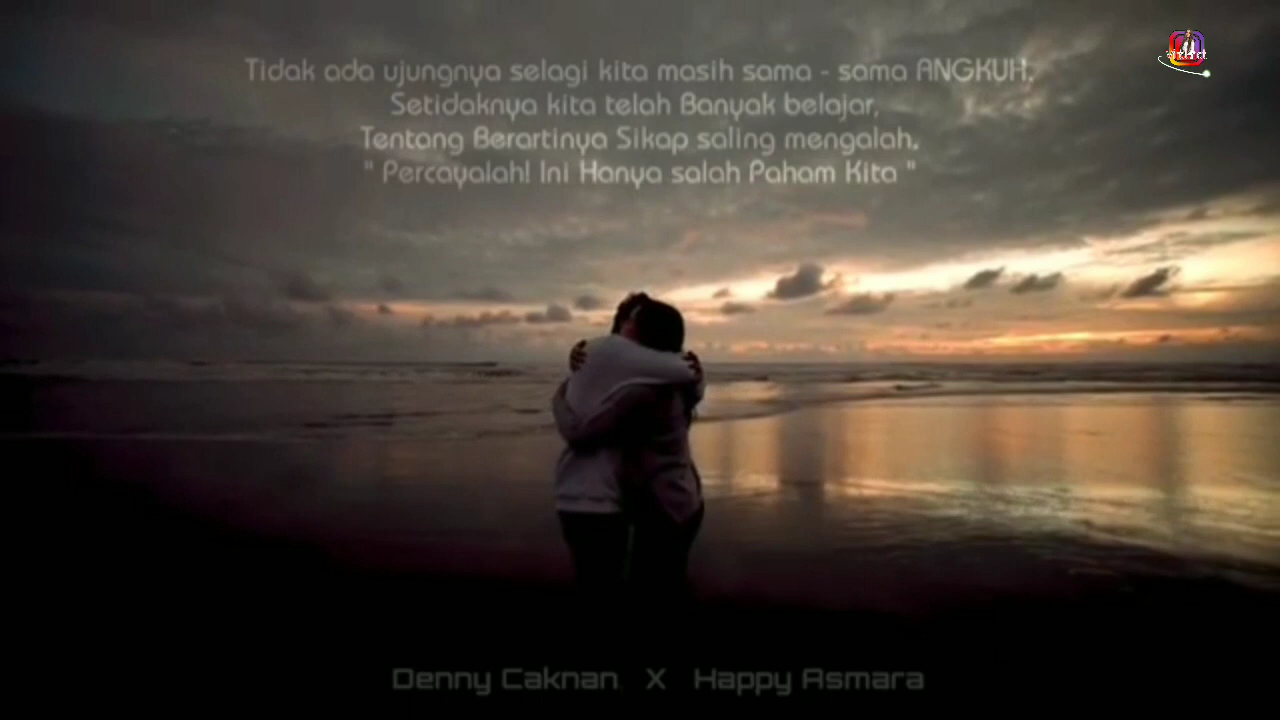 Tidak ada ujungnya selagi kita masih sama - sama ANGKUH.
Setidaknya kita telah Banyak belajar,
Tentang Berartinya Sikap saling mengalah.
" Percayalah! Ini Hanya salah Paham Kita "
Denny Caknan X Happy Asmara